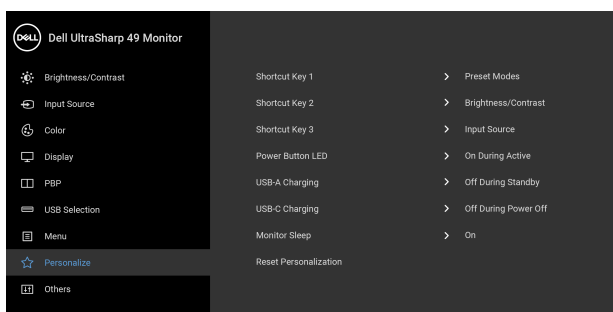 DELL Dell UltraSharp 49 Monitor
Brightness/Contrast
Input Source
Color
Display
PBP
USB Selection
Menu
Personalize
Others
Shortcut Key 1 > Preset Modes
Shortcut Key 2 > Brightness/Contrast
Shortcut Key 3 > Input Source
Power Button LED > On During Active
USB-A Charging > Off During Standby
USB-C Charging > Off During Power Off
Monitor Sleep > On
Reset Personalization